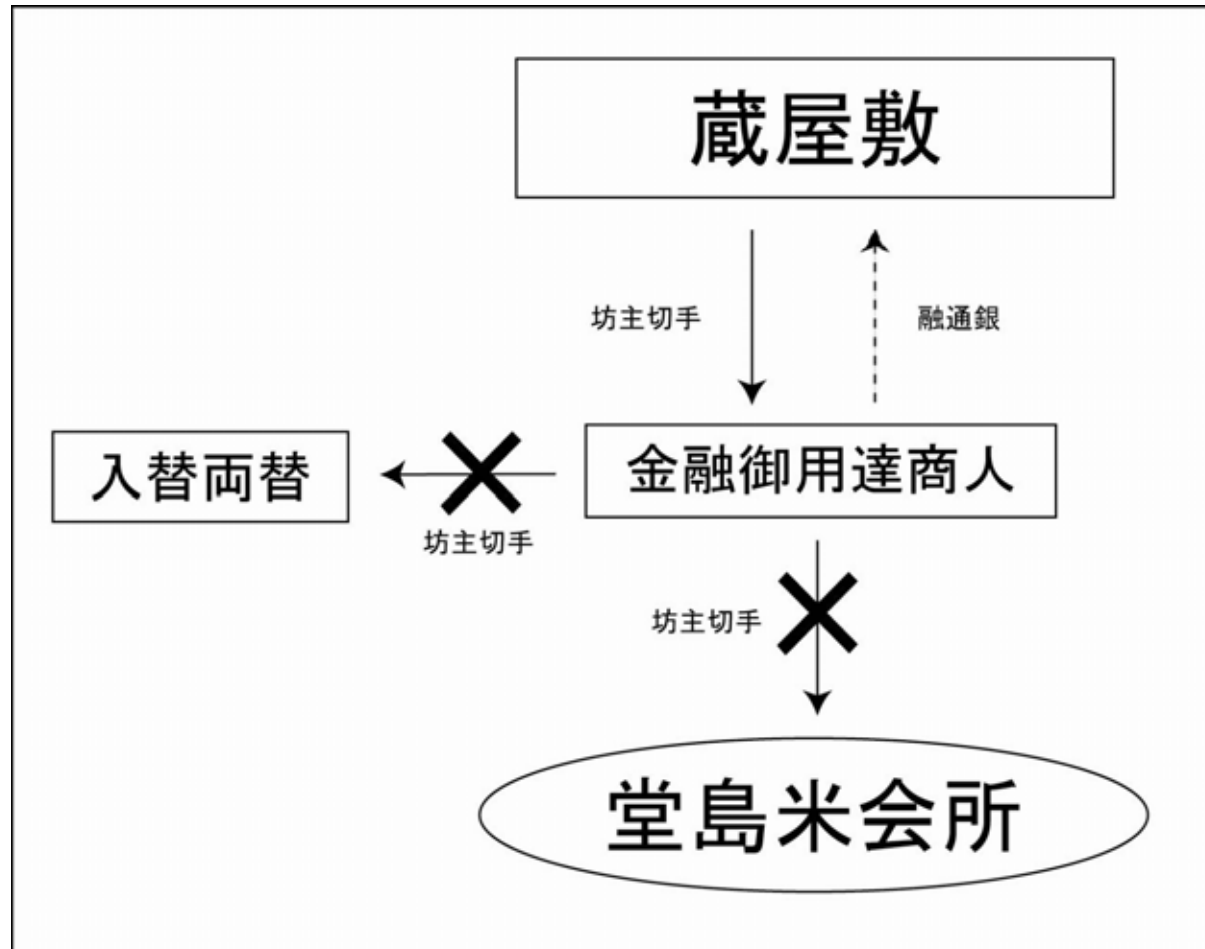 蔵屋敷
坊主切手
融通銀
入替両替
金融御用達商人
坊主切手
坊主切手
堂島米会所